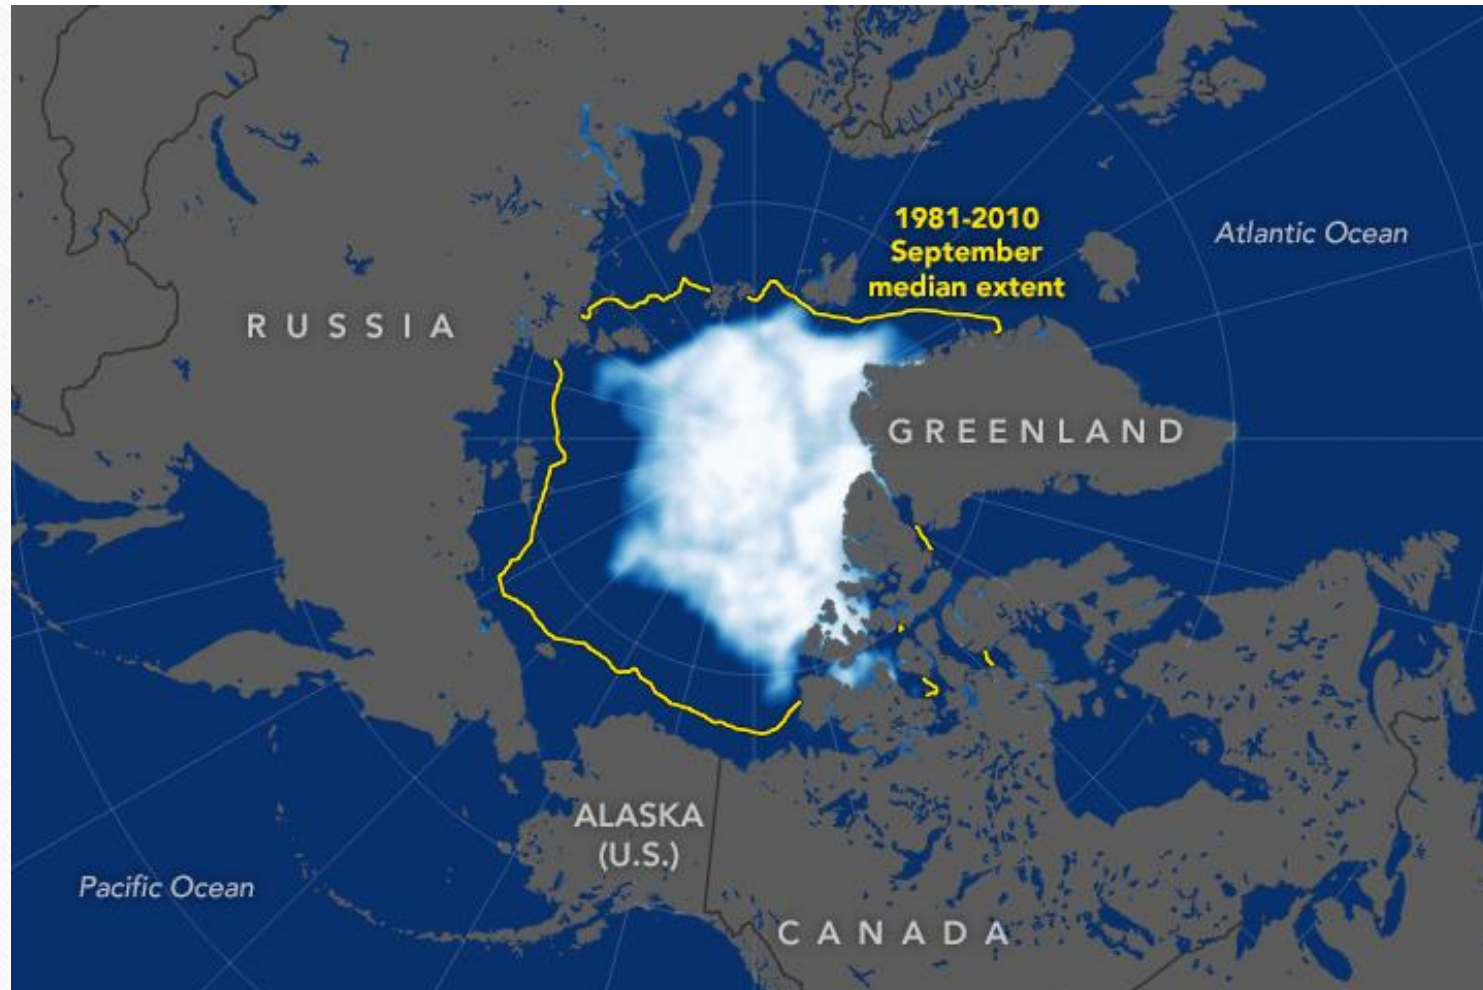 1981-2010
September
median extent
Atlantic Ocean
RUSSIA
GREENLAND
ALASKA
(U.S.)
Pacific Ocean
CANADA